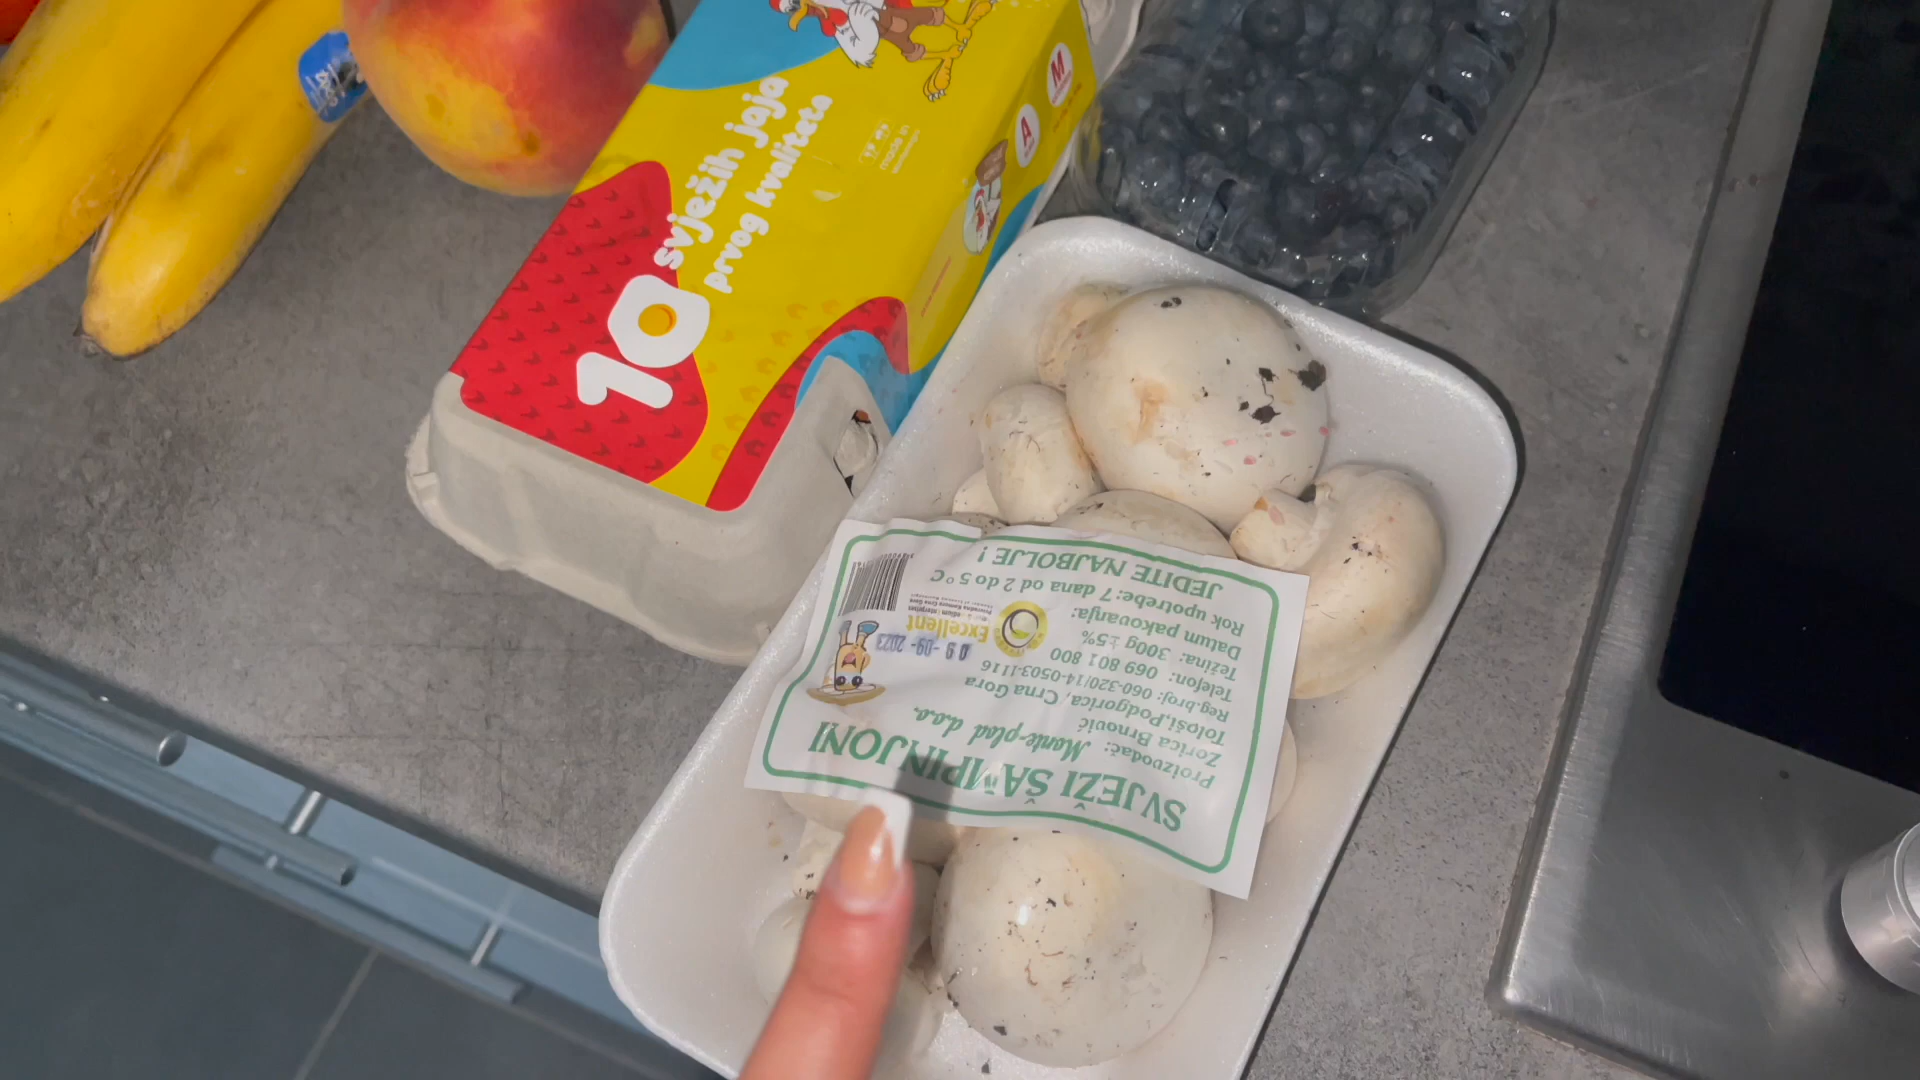 10
svježih jaja
prvog kvaliteta
A
M
SVJEŽI ŠAMPINJONI
Proizvođač: Monte-plad d.o.o.
Zorica Brnović
Tološi,Podgorica, Crna Gora
Reg.broj: 060-320/14-0503-1116
Telefon: 069 801 800
Težina: 300g ±5%
Datum pakovanja:
09-09-2023
Rok upotrebe: 7 dana od 2 do 5°C
JEDITE NAJBOLJE !
Excellent